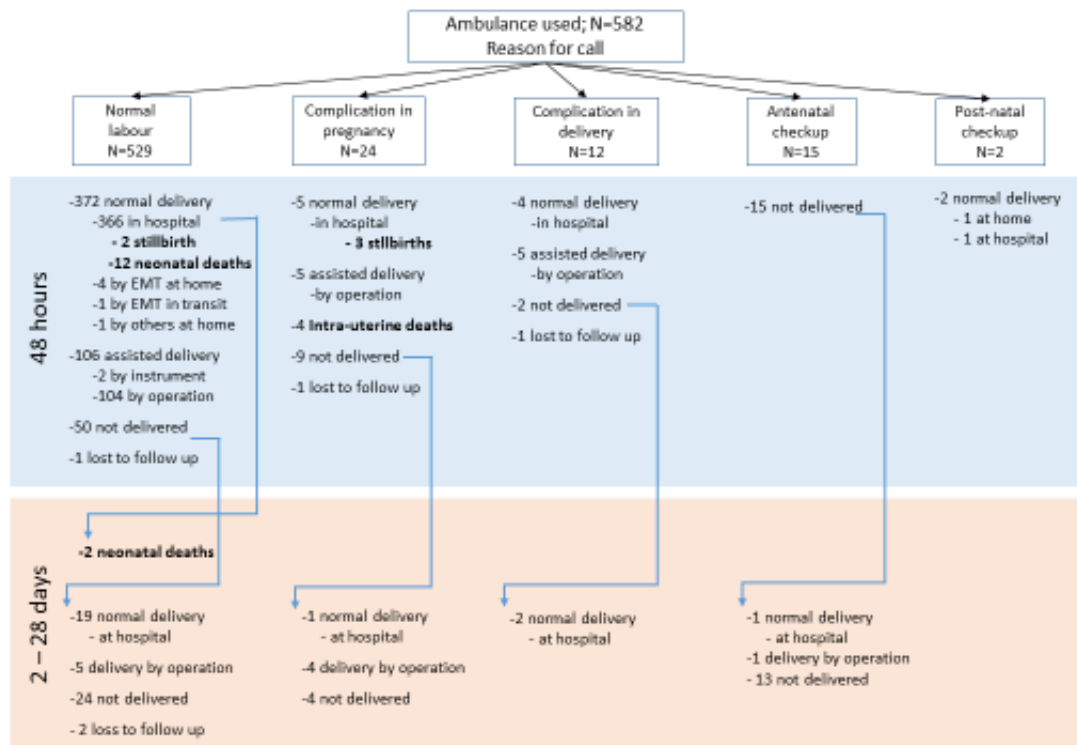 Ambulance used; N=582
Reason for call
Normal
labour
N=529
Complication in
pregnancy
N=24
Complication in
delivery
N=12
Antenatal
checkup
N=15
Post-natal
checkup
N=2
48 hours
-372 normal delivery
-366 in hospital
- 2 stillbirth
-12 neonatal deaths
-4 by EMT at home
-1 by EMT in transit
-1 by others at home
-106 assisted delivery
-2 by instrument
-104 by operation
-50 not delivered
-1 lost to follow up
-5 normal delivery
-in hospital
- 3 stllbirths
-5 assisted delivery
-by operation
-4 Intra-uterine deaths
-9 not delivered
-1 lost to follow up
-4 normal delivery
-in hospital
-5 assisted delivery
-by operation
-2 not delivered
-1 lost to follow up
-15 not delivered
-2 normal delivery
- 1 at home
- 1 at hospital
2 – 28 days
-2 neonatal deaths
-19 normal delivery
- at hospital
-5 delivery by operation
-24 not delivered
- 2 loss to follow up
-1 normal delivery
- at hospital
-4 delivery by operation
-4 not delivered
-2 normal delivery
- at hospital
-1 normal delivery
- at hospital
-1 delivery by operation
- 13 not delivered